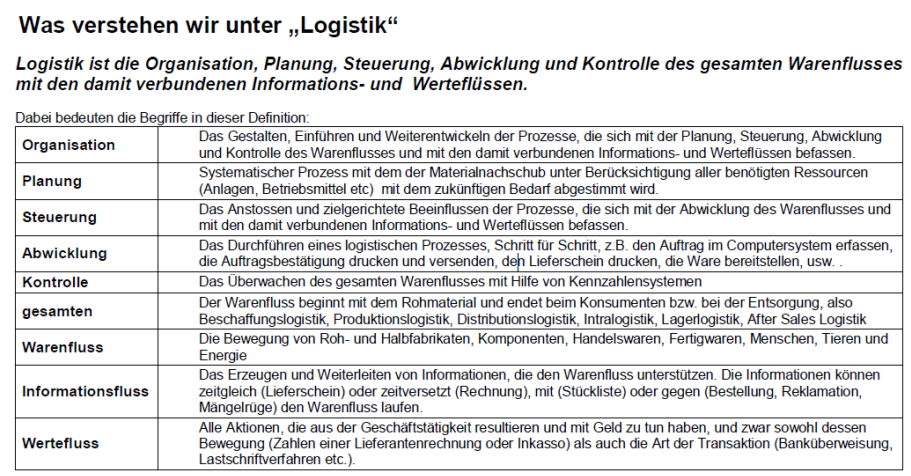 Was verstehen wir unter „Logistik“
Logistik ist die Organisation, Planung, Steuerung, Abwicklung und Kontrolle des gesamten Warenflusses
mit den damit verbundenen Informations- und Werteflüssen.
Dabei bedeuten die Begriffe in dieser Definition:
Organisation
Das Gestalten, Einführen und Weiterentwickeln der Prozesse, die sich mit der Planung, Steuerung, Abwicklung
und Kontrolle des Warenflusses und mit den damit verbundenen Informations- und Werteflüssen befassen.
Planung
Systematischer Prozess mit dem der Materialnachschub unter Berücksichtigung aller benötigten Ressourcen
(Anlagen, Betriebsmittel etc) mit dem zukünftigen Bedarf abgestimmt wird.
Steuerung
Das Anstossen und zielgerichtete Beeinflussen der Prozesse, die sich mit der Abwicklung des Warenflusses und
mit den damit verbundenen Informations- und Werteflüssen befassen.
Abwicklung
Das Durchführen eines logistischen Prozesses, Schritt für Schritt, z.B. den Auftrag im Computersystem erfassen,
die Auftragsbestätigung drucken und versenden, den Lieferschein drucken, die Ware bereitstellen, usw. .
Kontrolle
Das Überwachen des gesamten Warenflusses mit Hilfe von Kennzahlensystemen
gesamten
Der Warenfluss beginnt mit dem Rohmaterial und endet beim Konsumenten bzw. bei der Entsorgung, also
Beschaffungslogistik, Produktionslogistik, Distributionslogistik, Intralogistik, Lagerlogistik, After Sales Logistik
Warenfluss
Die Bewegung von Roh- und Halbfabrikaten, Komponenten, Handelswaren, Fertigwaren, Menschen, Tieren und
Energie
Informationsfluss
Das Erzeugen und Weiterleiten von Informationen, die den Warenfluss unterstützen. Die Informationen können
zeitgleich (Lieferschein) oder zeitversetzt (Rechnung), mit (Stückliste) oder gegen (Bestellung, Reklamation,
Mängelrüge) den Warenfluss laufen.
Wertefluss
Alle Aktionen, die aus der Geschäftstätigkeit resultieren und mit Geld zu tun haben, und zwar sowohl dessen
Bewegung (Zahlen einer Lieferantenrechnung oder Inkasso) als auch die Art der Transaktion (Banküberweisung,
Lastschriftverfahren etc.).